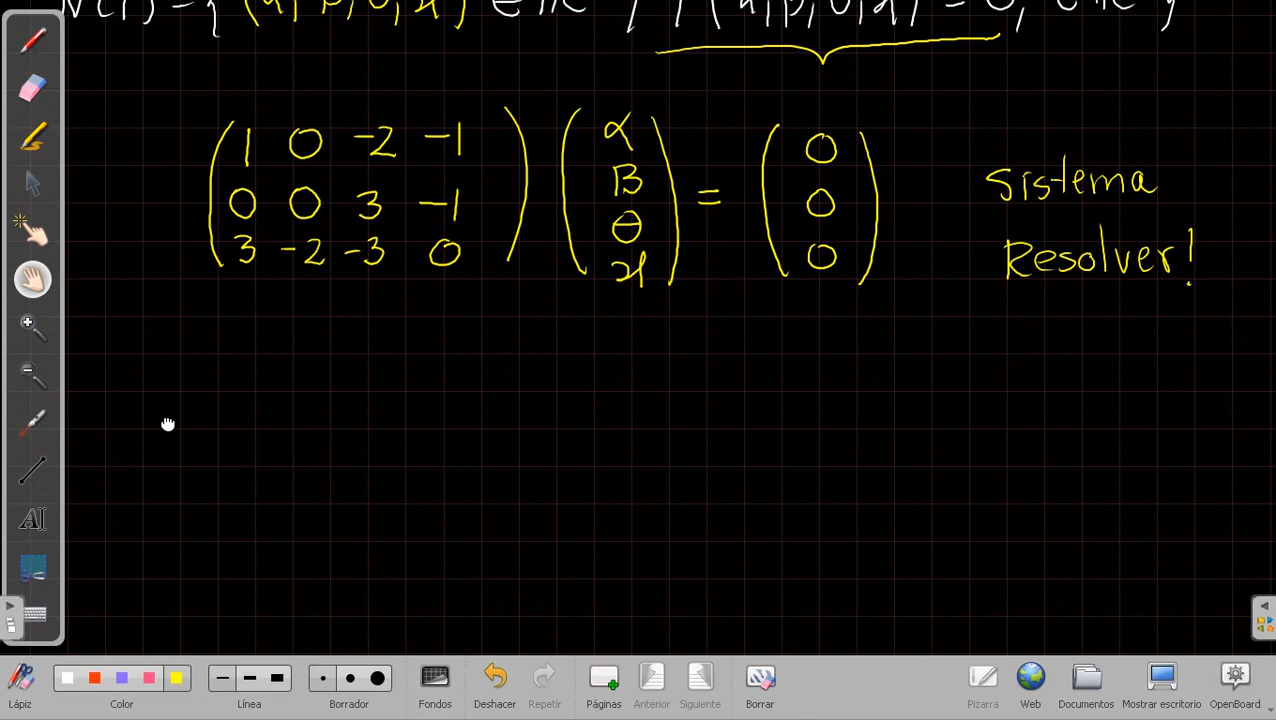 1 0 -2 -1
0 0 3 -1
3 -2 -3 0
α
β
θ
x
=
0
0
0
Sistema
Resolver!
AI
Lápiz
Color
Línea
Borrador
Fondos
Deshacer
Repetir
Páginas
Anterior
Siguiente
Borrar
Pizarra
Web
Documentos
Mostrar escritorio
OpenBoard